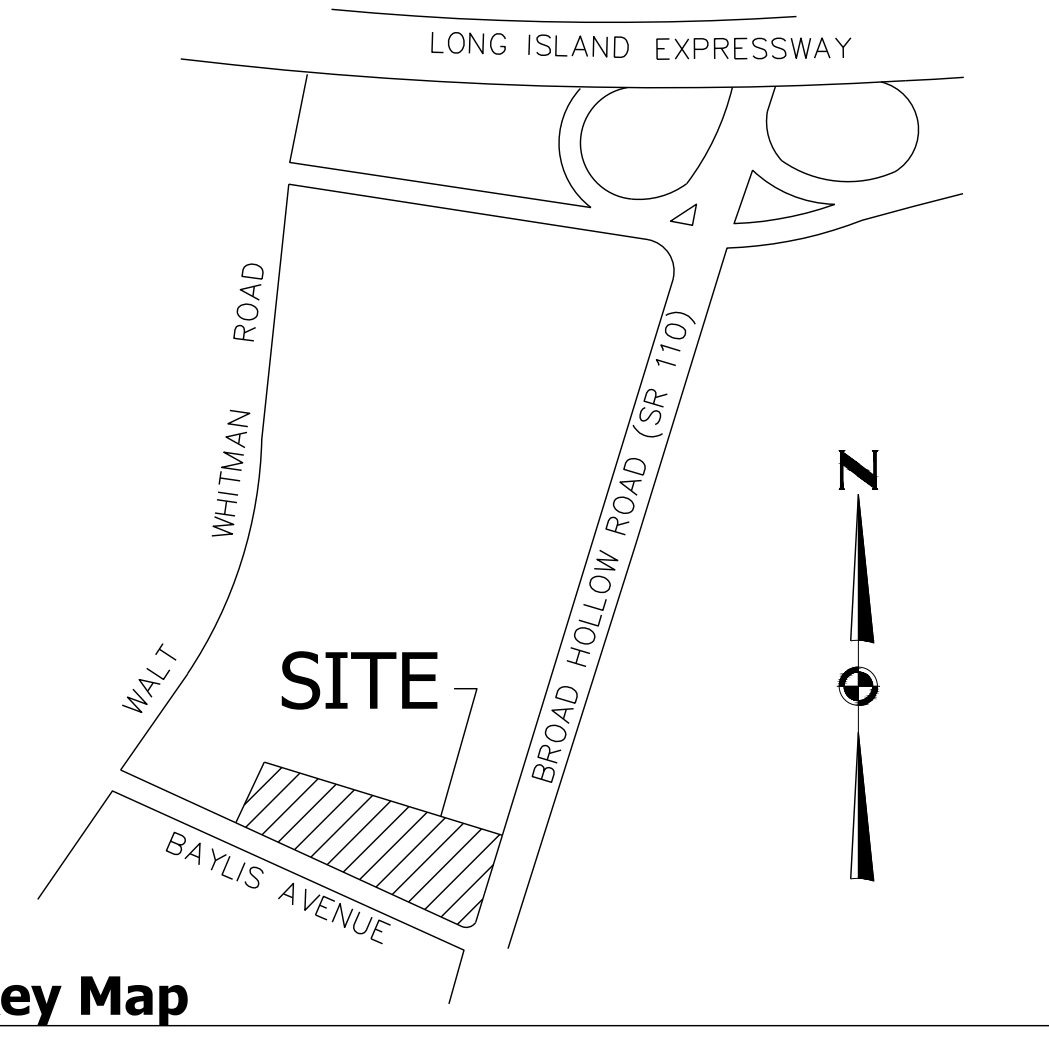 LONG ISLAND EXPRESSWAY
WALT WHITMAN ROAD
BROAD HOLLOW ROAD (SR 110)
N
SITE
BAYLIS AVENUE
ey Map